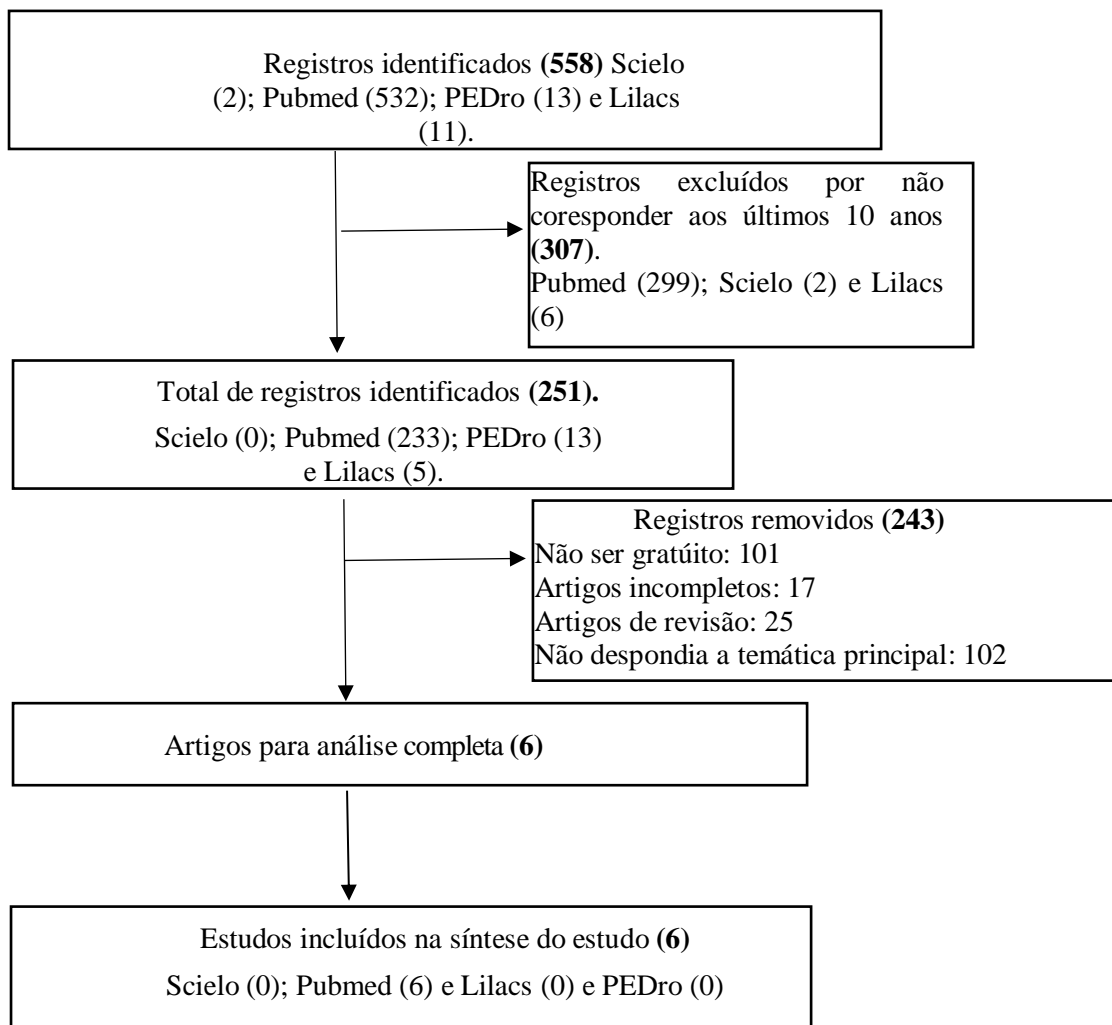 Registros identificados (558) Scielo
(2); Pubmed (532); PEDro (13) e Lilacs
(11).
Registros excluídos por não
coresponder aos últimos 10 anos
(307).
Pubmed (299); Scielo (2) e Lilacs
(6)
Total de registros identificados (251).
Scielo (0); Pubmed (233); PEDro (13)
e Lilacs (5).
Registros removidos (243)
Não ser gratúito: 101
Artigos incompletos: 17
Artigos de revisão: 25
Não despondia a temática principal: 102
Artigos para análise completa (6)
Estudos incluídos na síntese do estudo (6)
Scielo (0); Pubmed (6) e Lilacs (0) e PEDro (0)